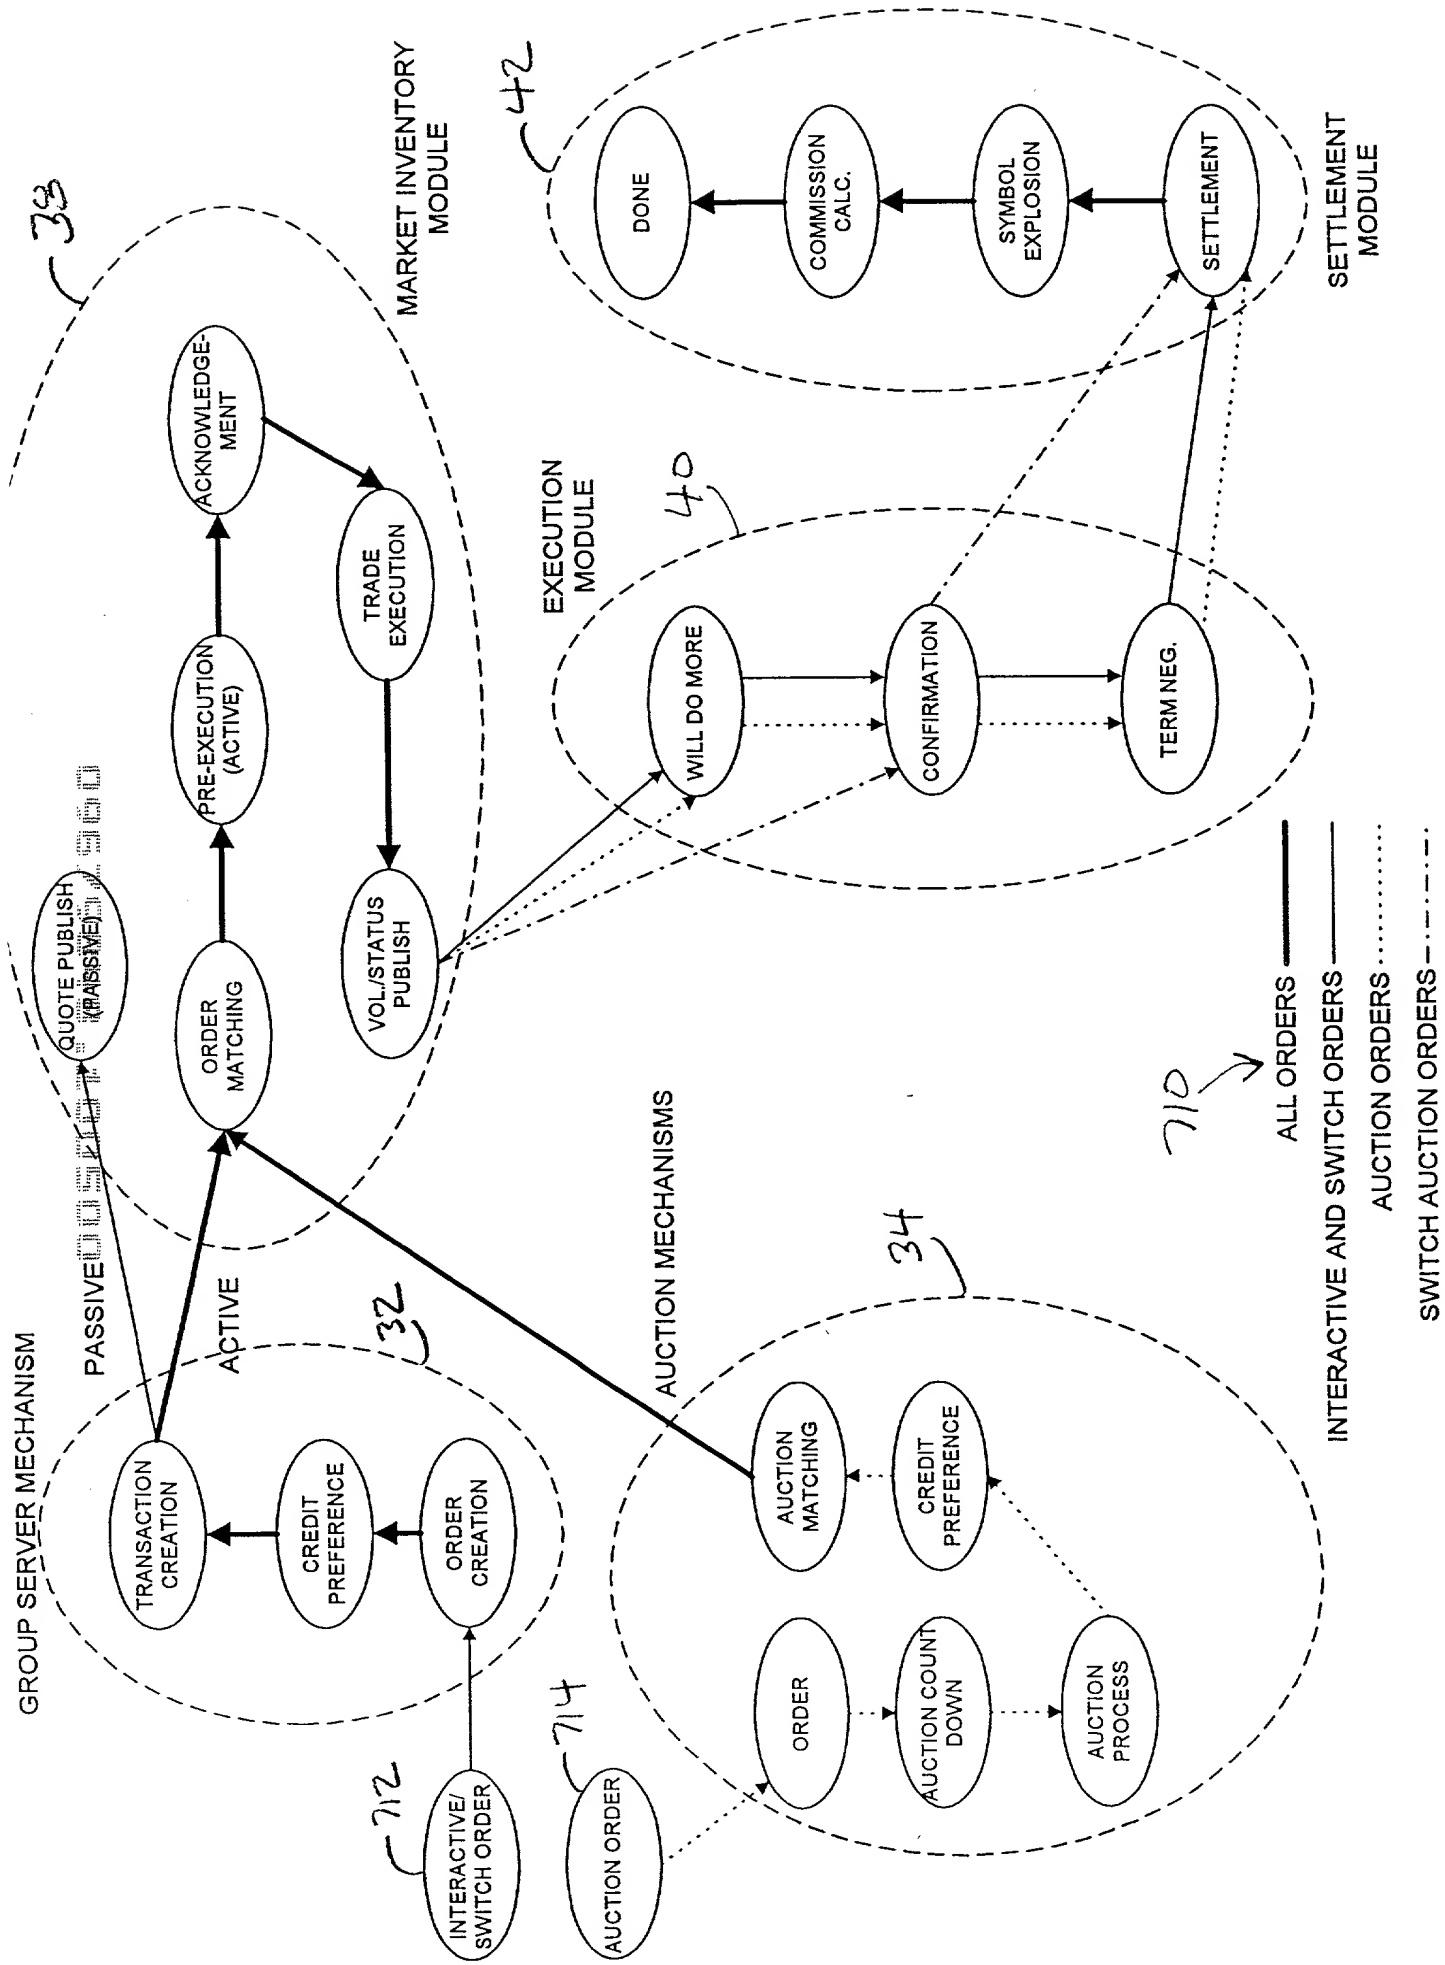 GROUP SERVER MECHANISM
PASSIVE
ACTIVE
TRANSACTION
CREATION
CREDIT
PREFERENCE
ORDER
CREATION
32
INTERACTIVE/
SWITCH ORDER
712
AUCTION ORDER
714
38
QUOTE PUBLISH
(PASSIVE)
ORDER
MATCHING
PRE-EXECUTION
(ACTIVE)
ACKNOWLEDGE-
MENT
TRADE
EXECUTION
VOL./STATUS
PUBLISH
MARKET INVENTORY
MODULE
AUCTION MECHANISMS
34
ORDER
AUCTION COUNT
DOWN
AUCTION
PROCESS
CREDIT
PREFERENCE
AUCTION
MATCHING
EXECUTION
MODULE
40
WILL DO MORE
CONFIRMATION
TERM NEG.
42
DONE
COMMISSION
CALC.
SYMBOL
EXPLOSION
SETTLEMENT
SETTLEMENT
MODULE
710
ALL ORDERS
INTERACTIVE AND SWITCH ORDERS
AUCTION ORDERS
SWITCH AUCTION ORDERS